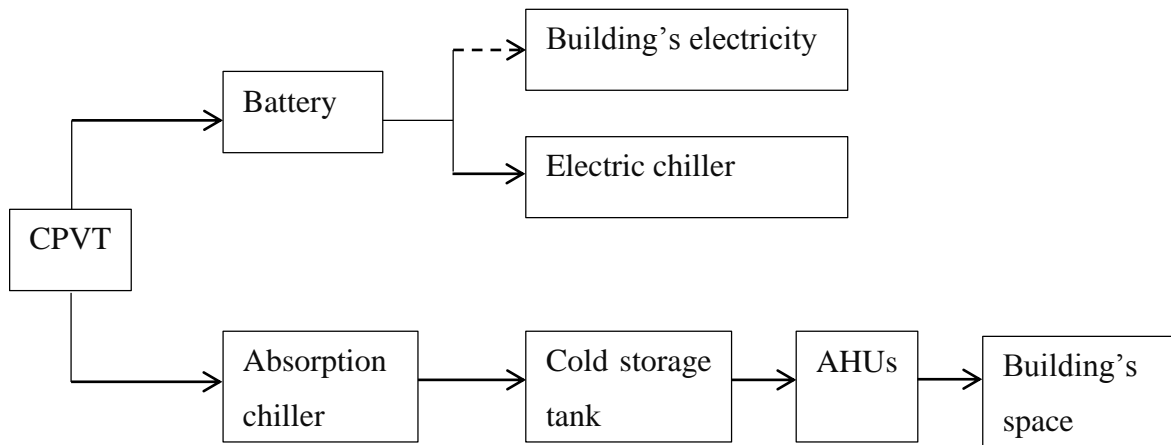 Building’s electricity
Battery
Electric chiller
CPVT
Absorption
chiller
Cold storage
tank
AHUs
Building’s
space